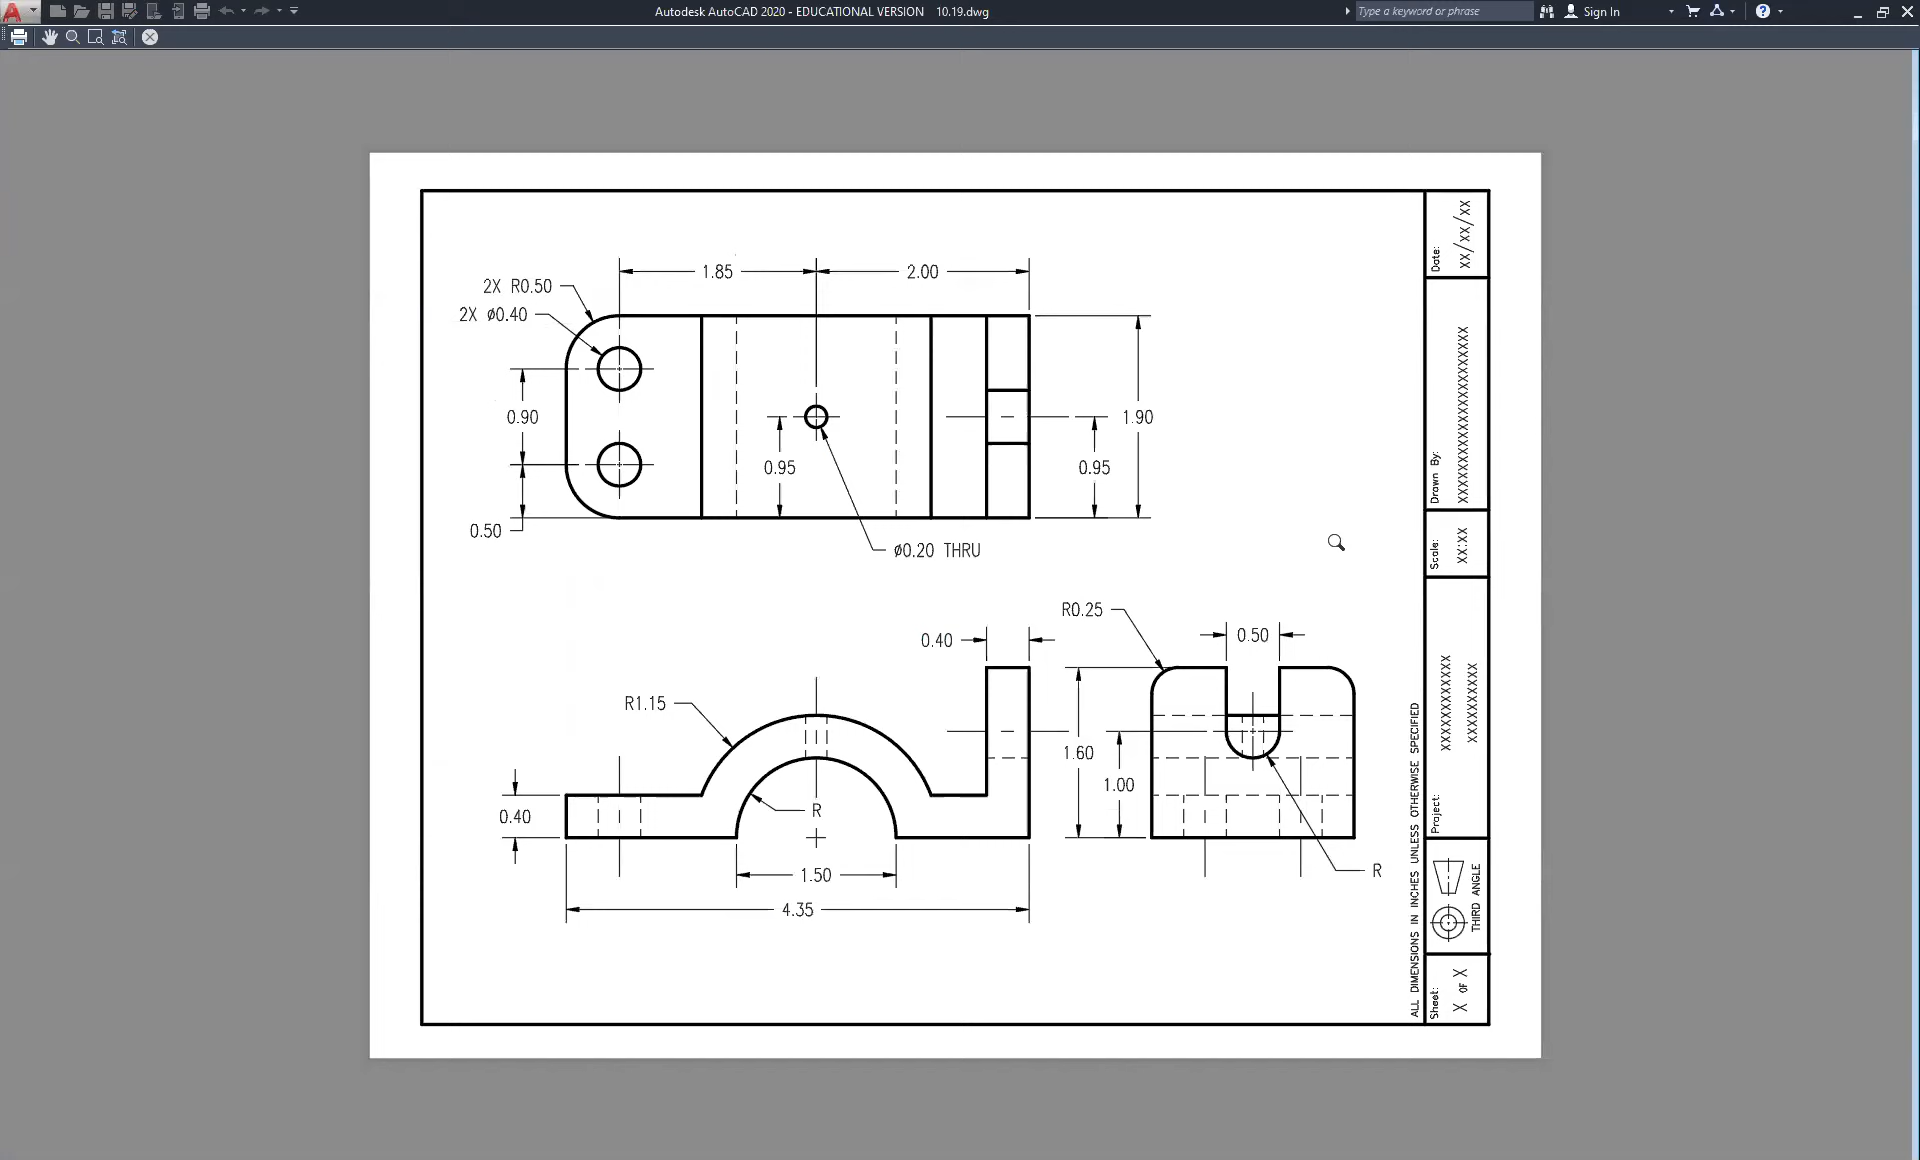 Autodesk AutoCAD 2020 - EDUCATIONAL VERSION 10.19.dwg
Type a keyword or phrase
Sign In
1.85
2.00
2X R0.50
2X ø0.40
0.90
0.95
0.95
1.90
0.50
ø0.20 THRU
R0.25
0.40
0.50
R1.15
1.60
1.00
0.40
R
1.50
R
4.35
ALL DIMENSIONS IN INCHES UNLESS OTHERWISE SPECIFIED
Date:
XX/XX/XX
Drawn By:
XXXXXXXXXXXXXXXXXXXXXX
Scale:
XX:XX
Project:
XXXXXXXXXXXX
XXXXXXXXXX
THIRD ANGLE
Sheet:
X OF X